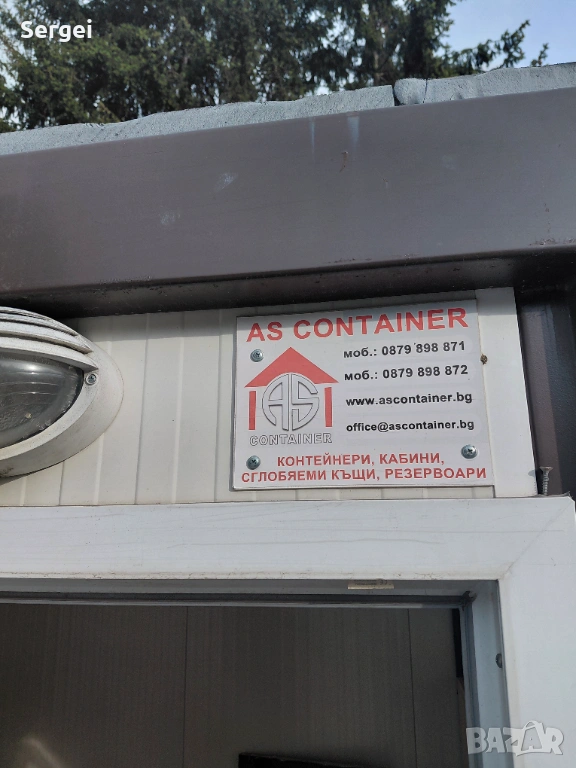 Sergei
AS CONTAINER
моб.: 0879 898 871
моб.: 0879 898 872
www.ascontainer.bg
office@ascontainer.bg
AS
CONTAINER
КОНТЕЙНЕРИ, КАБИНИ,
СГЛОБЯЕМИ КЪЩИ, РЕЗЕРВОАРИ
BAZAR